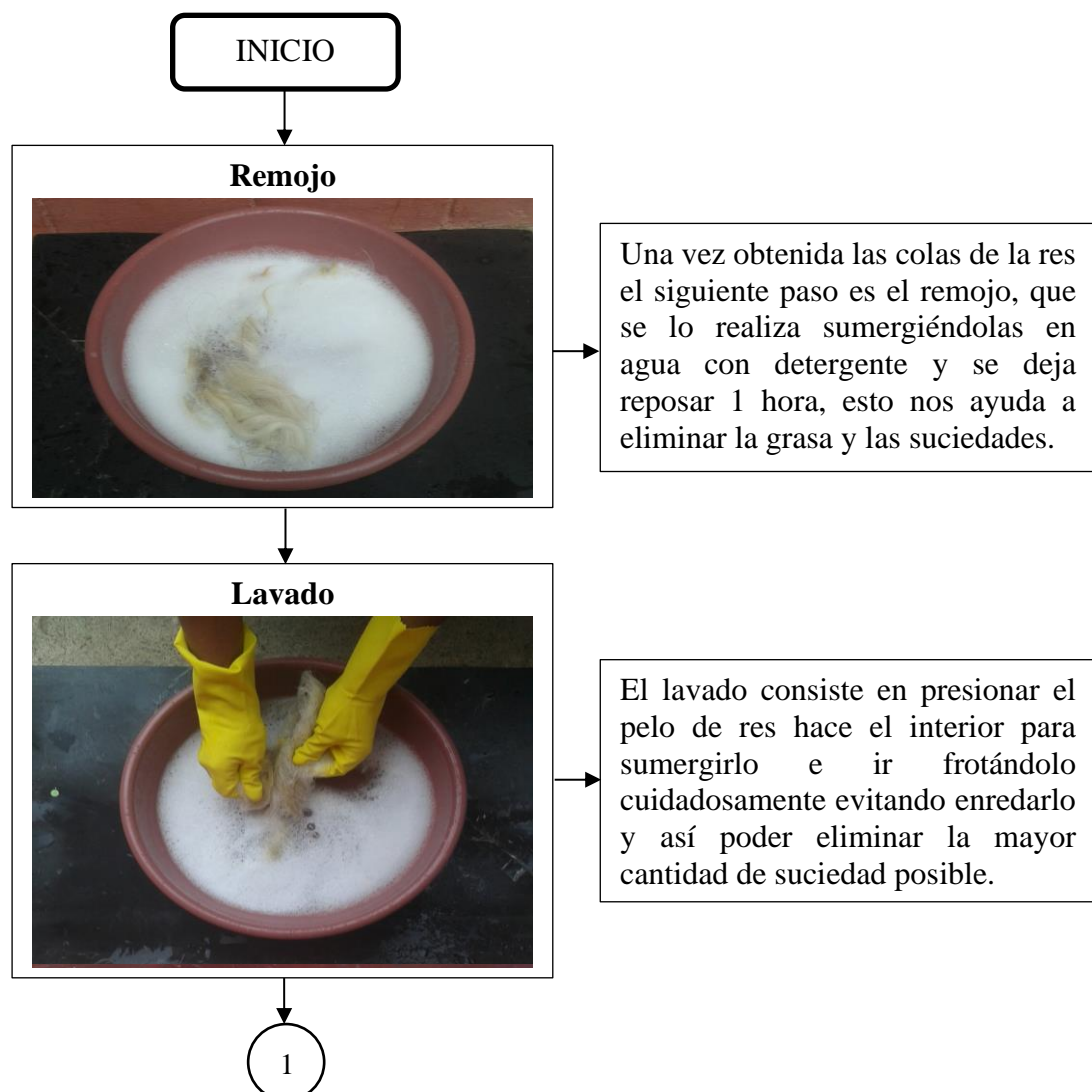 INICIO
Remojo
Una vez obtenida las colas de la res
el siguiente paso es el remojo, que
se lo realiza sumergiéndolas en
agua con detergente y se deja
reposar 1 hora, esto nos ayuda a
eliminar la grasa y las suciedades.
Lavado
El lavado consiste en presionar el
pelo de res hace el interior para
sumergirlo e ir frotándolo
cuidadosamente evitando enredarlo
y así poder eliminar la mayor
cantidad de suciedad posible.
1